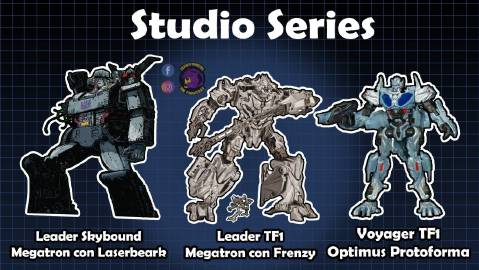 Studio Series
Leader Skybound
Megatron con Laserbeark
Leader TF1
Megatron con Frenzy
Voyager TF1
Optimus Protoforma